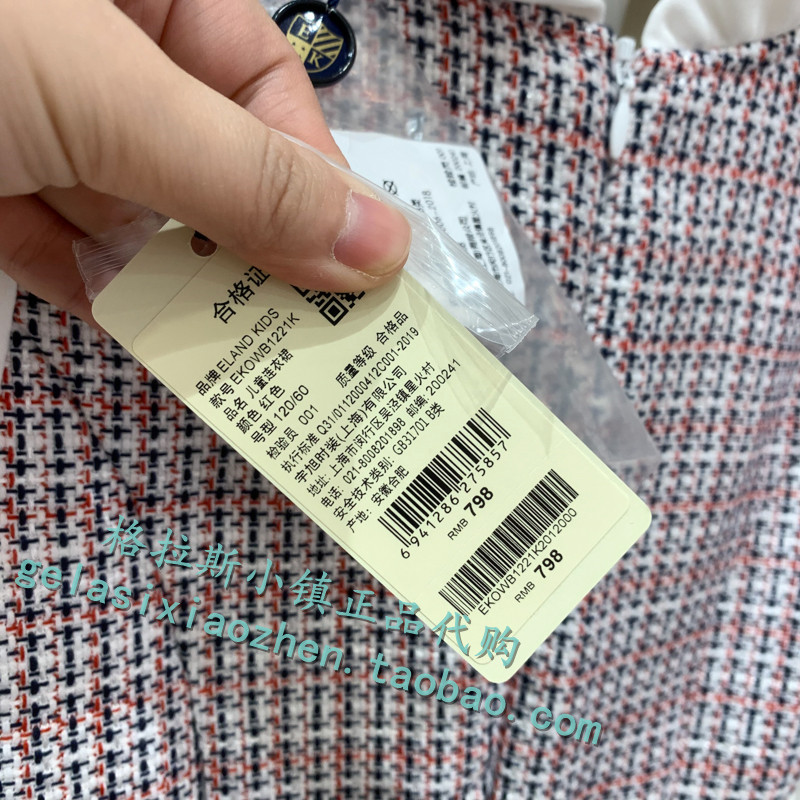 E K
合格证
品牌 ELAND KIDS
款号 EKOWB1221K
品名 儿童连衣裙
颜色 红色
号型 120/60
检验员 001
质量等级 合格品
执行标准 Q31/0112000412C001-2019
宇旭时装(上海)有限公司
地址: 上海市闵行区吴泾镇星火村
电话: 021-8008201898 邮编: 200241
安全技术类别: GB31701 B类
产地: 安徽合肥
6941286275857
RMB 798
EKOWB1221K2012000
RMB 798
格拉斯小镇正品代购
gelasixiaozhen.taobao.com